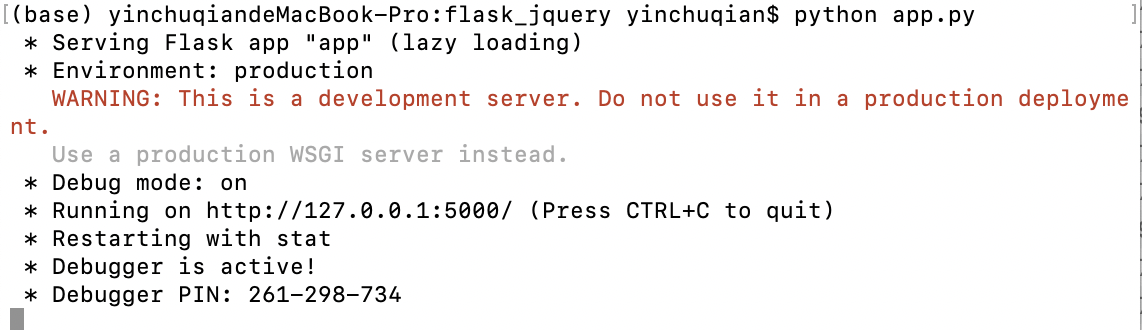 [(base) yinchuqiandeMacBook-Pro:flask_jquery yinchuqian$ python app.py ]
 * Serving Flask app "app" (lazy loading)
 * Environment: production
   WARNING: This is a development server. Do not use it in a production deployme
nt.
   Use a production WSGI server instead.
 * Debug mode: on
 * Running on http://127.0.0.1:5000/ (Press CTRL+C to quit)
 * Restarting with stat
 * Debugger is active!
 * Debugger PIN: 261-298-734